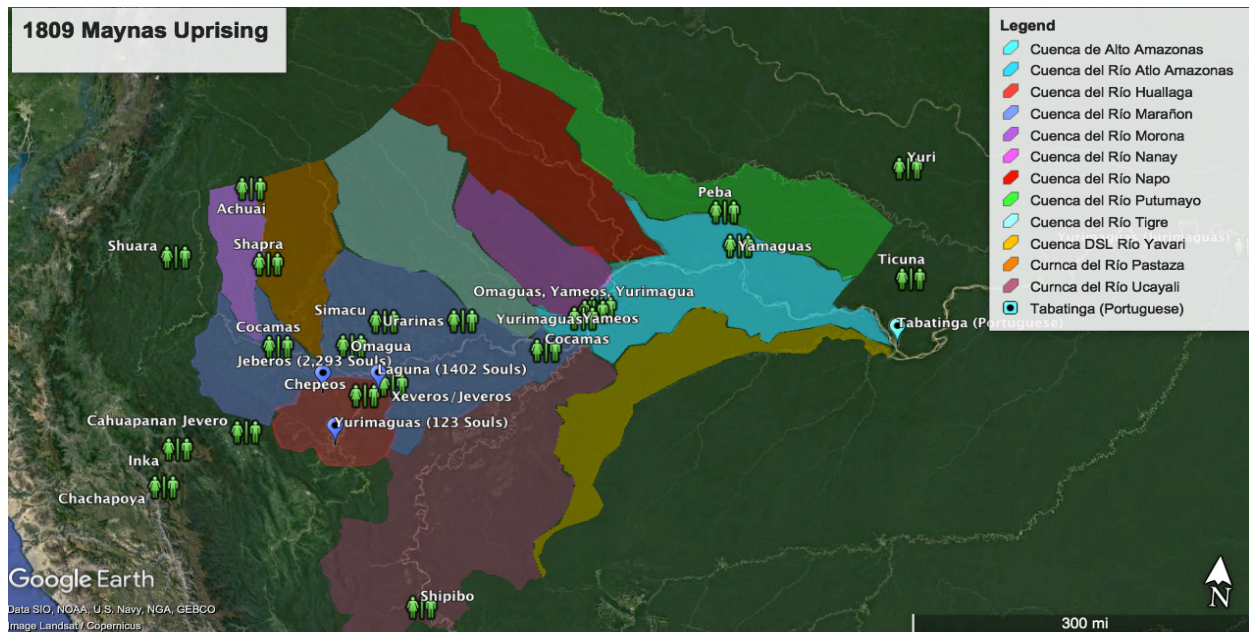 1809 Maynas Uprising
Legend
Cuenca de Alto Amazonas
Cuenca del Río Atlo Amazonas
Cuenca del Río Huallaga
Cuenca del Río Marañon
Cuenca del Río Morona
Cuenca del Río Nanay
Cuenca del Río Napo
Cuenca del Río Putumayo
Cuenca del Río Tigre
Cuenca DSL Río Yavari
Curnca del Río Pastaza
Curnca del Río Ucayali
Tabatinga (Portuguese)
Yuri
Peba
Achuai
Yurimaguas (Yurimaguas)
Shuara
Shapra
Yamaguas
Ticuna
Omaguas, Yameos, Yurimagua
Simacu
Urarinas
Yurimaguas
Yameos
Tabatinga (Portuguese)
Cocamas
Omagua
Cocamas
Jeberos (2,293 Souls)
Laguna (1402 Souls)
Chepeos
Xeveros/Jeveros
Cahuapanan Jevero
Yurimaguas (123 Souls)
Inka
Chachapoya
Shipibo
Google Earth
Data SIO, NOAA, U.S. Navy, NGA, GEBCO
Image Landsat / Copernicus
N
300 mi